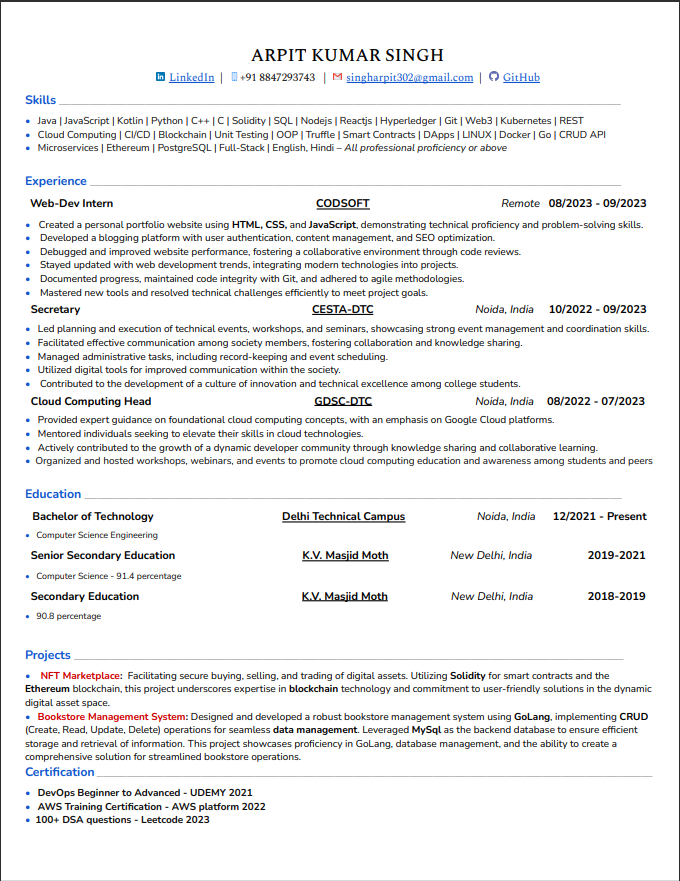 ARPIT KUMAR SINGH
LinkedIn | +91 8847293743 | singharpit302@gmail.com | GitHub
Skills
• Java | JavaScript | Kotlin | Python | C++ | C | Solidity | SQL | Nodejs | Reactjs | Hyperledger | Git | Web3 | Kubernetes | REST
• Cloud Computing | CI/CD | Blockchain | Unit Testing | OOP | Truffle | Smart Contracts | DApps | LINUX | Docker | Go | CRUD API
• Microservices | Ethereum | PostgreSQL | Full-Stack | English, Hindi – All professional proficiency or above
Experience
Web-Dev Intern CODSOFT Remote 08/2023 - 09/2023
• Created a personal portfolio website using HTML, CSS, and JavaScript, demonstrating technical proficiency and problem-solving skills.
• Developed a blogging platform with user authentication, content management, and SEO optimization.
• Debugged and improved website performance, fostering a collaborative environment through code reviews.
• Stayed updated with web development trends, integrating modern technologies into projects.
• Documented progress, maintained code integrity with Git, and adhered to agile methodologies.
• Mastered new tools and resolved technical challenges efficiently to meet project goals.
Secretary CESTA-DTC Noida, India 10/2022 - 09/2023
• Led planning and execution of technical events, workshops, and seminars, showcasing strong event management and coordination skills.
• Facilitated effective communication among society members, fostering collaboration and knowledge sharing.
• Managed administrative tasks, including record-keeping and event scheduling.
• Utilized digital tools for improved communication within the society.
• Contributed to the development of a culture of innovation and technical excellence among college students.
Cloud Computing Head GDSC-DTC Noida, India 08/2022 - 07/2023
• Provided expert guidance on foundational cloud computing concepts, with an emphasis on Google Cloud platforms.
• Mentored individuals seeking to elevate their skills in cloud technologies.
• Actively contributed to the growth of a dynamic developer community through knowledge sharing and collaborative learning.
• Organized and hosted workshops, webinars, and events to promote cloud computing education and awareness among students and peers
Education
Bachelor of Technology Delhi Technical Campus Noida, India 12/2021 - Present
• Computer Science Engineering
Senior Secondary Education K.V. Masjid Moth New Delhi, India 2019-2021
• Computer Science - 91.4 percentage
Secondary Education K.V. Masjid Moth New Delhi, India 2018-2019
• 90.8 percentage
Projects
• NFT Marketplace: Facilitating secure buying, selling, and trading of digital assets. Utilizing Solidity for smart contracts and the
Ethereum blockchain, this project underscores expertise in blockchain technology and commitment to user-friendly solutions in the dynamic
digital asset space.
• Bookstore Management System: Designed and developed a robust bookstore management system using GoLang, implementing CRUD
(Create, Read, Update, Delete) operations for seamless data management. Leveraged MySql as the backend database to ensure efficient
storage and retrieval of information. This project showcases proficiency in GoLang, database management, and the ability to create a
comprehensive solution for streamlined bookstore operations.
Certification
• DevOps Beginner to Advanced - UDEMY 2021
• AWS Training Certification - AWS platform 2022
• 100+ DSA questions - Leetcode 2023